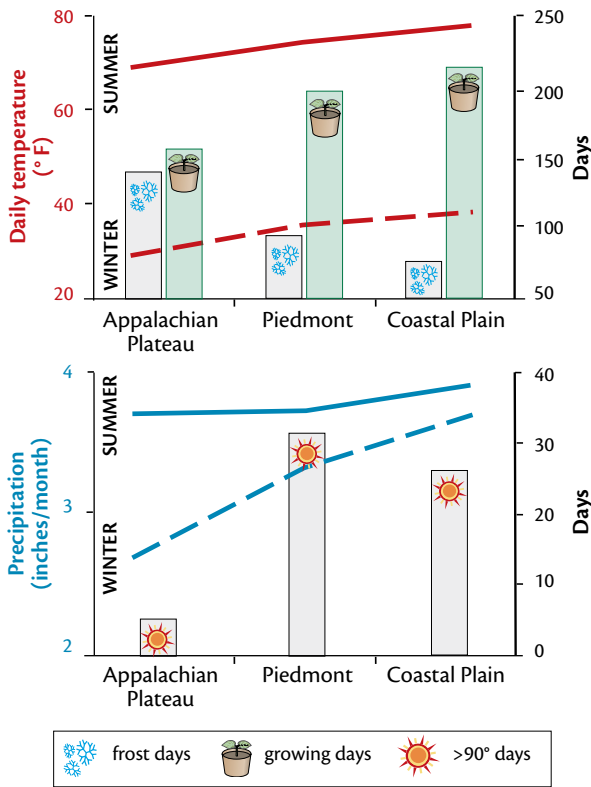 80
60
40
20
Daily temperature
(° F)
SUMMER
WINTER
250
200
150
100
50
Days
Appalachian
Plateau
Piedmont
Coastal Plain
4
3
2
Precipitation
(inches/month)
SUMMER
WINTER
40
30
20
10
0
Days
Appalachian
Plateau
Piedmont
Coastal Plain
frost days
growing days
>90° days